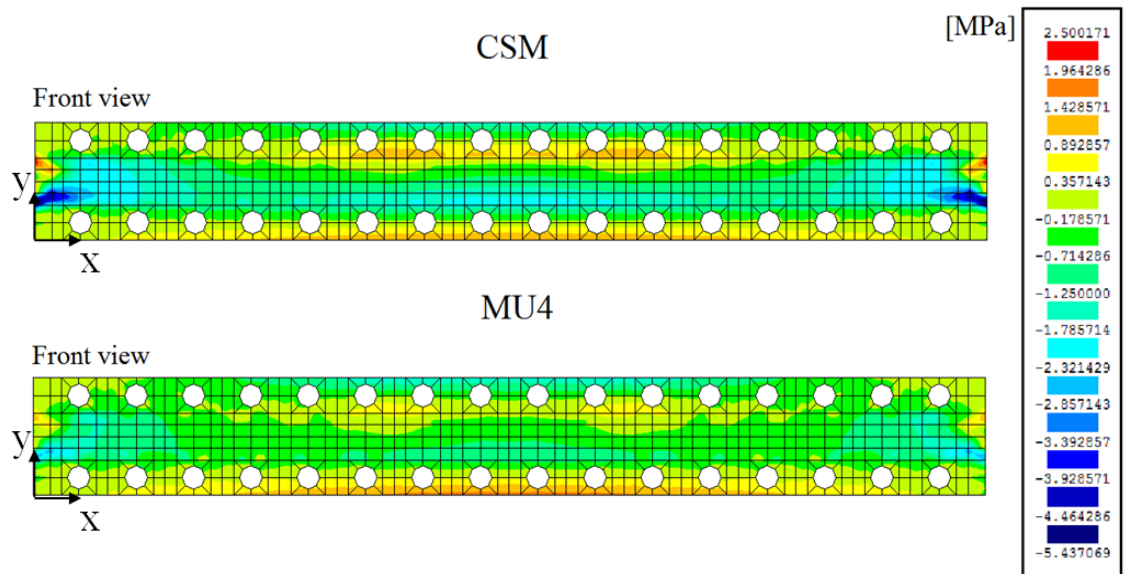 CSM
[MPa]
Front view
y
x
MU4
Front view
y
x
2.500171
1.964286
1.428571
0.892857
0.357143
-0.178571
-0.714286
-1.250000
-1.785714
-2.321429
-2.857143
-3.392857
-3.928571
-4.464286
-5.437069